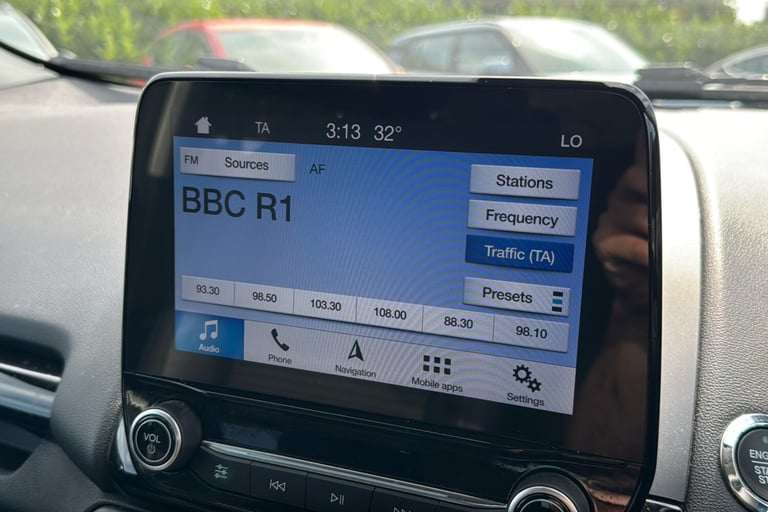 TA 3:13 32° LO
FM Sources AF
BBC R1
Stations
Frequency
Traffic (TA)
Presets
93.30 98.50 103.30 108.00 88.30 98.10
Audio Phone Navigation Mobile apps Settings
VOL